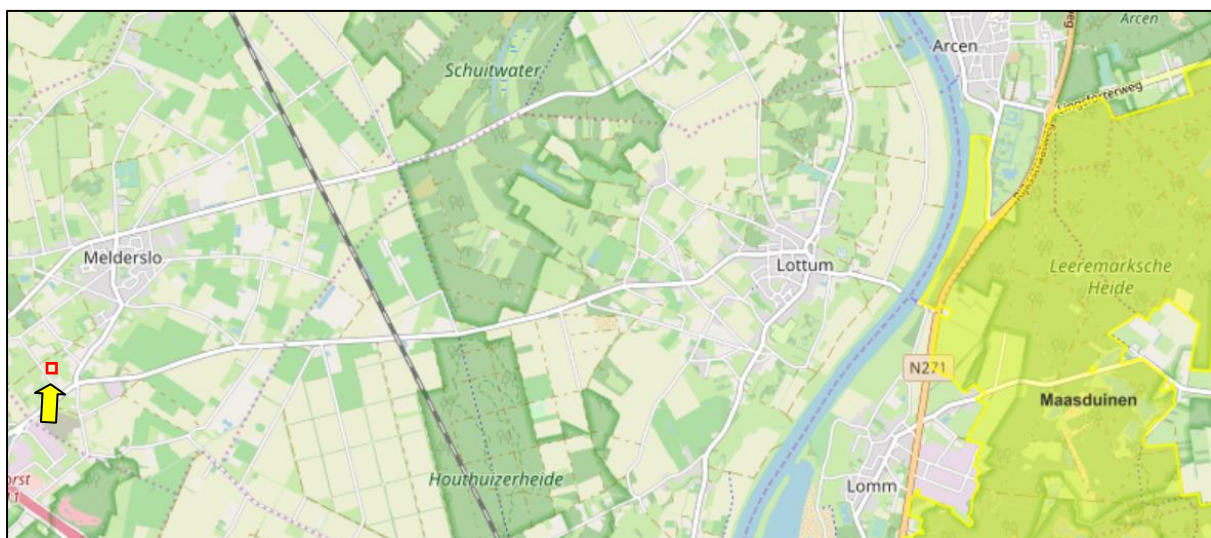 Arcen
Arcen
Schuitwater
Lingsforterweg
Melderslo
Lottum
Leeremarksche
Heide
N271
Maasduinen
Houthuizerheide
Lomm